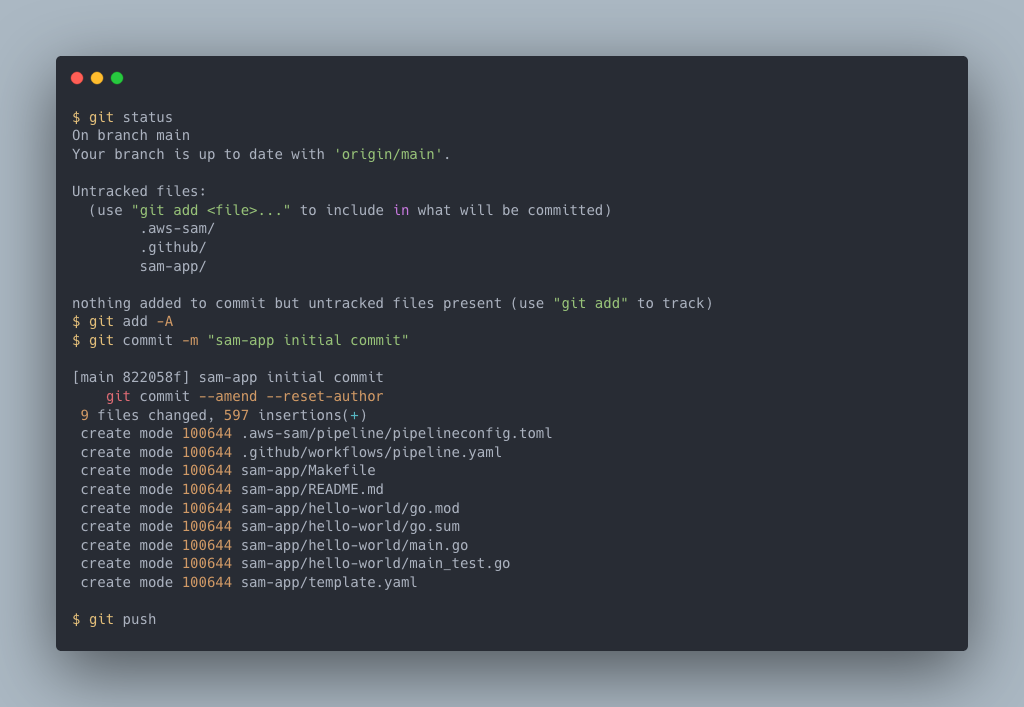 $ git status
On branch main
Your branch is up to date with 'origin/main'.
Untracked files:
  (use "git add <file>..." to include in what will be committed)
        .aws-sam/
        .github/
        sam-app/
nothing added to commit but untracked files present (use "git add" to track)
$ git add -A
$ git commit -m "sam-app initial commit"
[main 822058f] sam-app initial commit
    git commit --amend --reset-author
 9 files changed, 597 insertions(+)
 create mode 100644 .aws-sam/pipeline/pipelineconfig.toml
 create mode 100644 .github/workflows/pipeline.yaml
 create mode 100644 sam-app/Makefile
 create mode 100644 sam-app/README.md
 create mode 100644 sam-app/hello-world/go.mod
 create mode 100644 sam-app/hello-world/go.sum
 create mode 100644 sam-app/hello-world/main.go
 create mode 100644 sam-app/hello-world/main_test.go
 create mode 100644 sam-app/template.yaml
$ git push